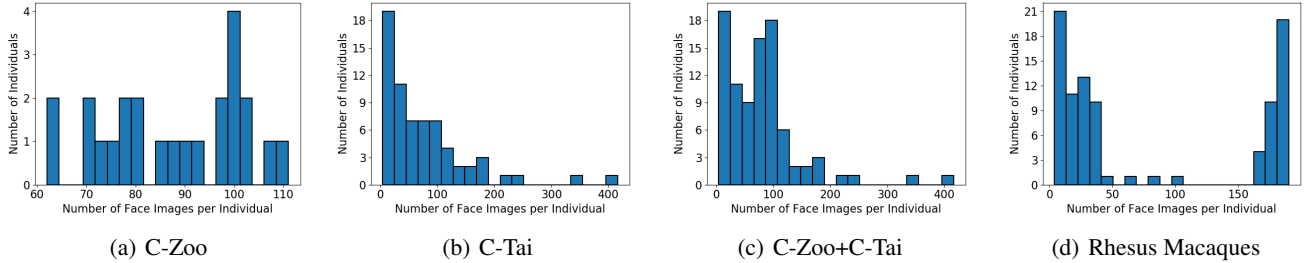 4
3
2
1
0
60 70 80 90 100 110
Number of Individuals
Number of Face Images per Individual
(a) C-Zoo
18
15
12
9
6
3
0
0 100 200 300 400
Number of Individuals
Number of Face Images per Individual
(b) C-Tai
18
15
12
9
6
3
0
0 100 200 300 400
Number of Individuals
Number of Face Images per Individual
(c) C-Zoo+C-Tai
21
18
15
12
9
6
3
0
0 50 100 150
Number of Individuals
Number of Face Images per Individual
(d) Rhesus Macaques